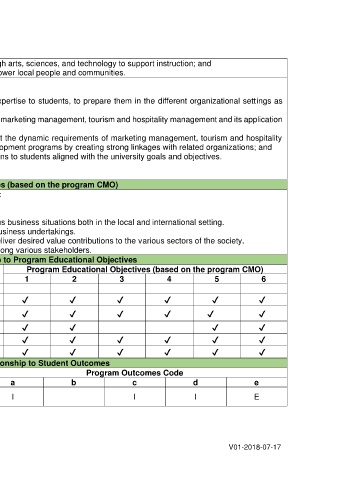 gh arts, sciences, and technology to support instruction; and
ower local people and communities.
xpertise to students, to prepare them in the different organizational settings as
marketing management, tourism and hospitality management and its application
t the dynamic requirements of marketing management, tourism and hospitality
opment programs by creating strong linkages with related organizations; and
ns to students aligned with the university goals and objectives.
es (based on the program CMO)
:
us business situations both in the local and international setting.
usiness undertakings.
eliver desired value contributions to the various sectors of the society.
ong various stakeholders.
p to Program Educational Objectives
Program Educational Objectives (based on the program CMO)
1 2 3 4 5 6
✓ ✓ ✓ ✓ ✓ ✓
✓ ✓ ✓ ✓ ✓ ✓
✓ ✓ ✓ ✓
✓ ✓ ✓ ✓ ✓ ✓
✓ ✓ ✓ ✓ ✓ ✓
onship to Student Outcomes
Program Outcomes Code
a b c d e
I I I E
V01-2018-07-17